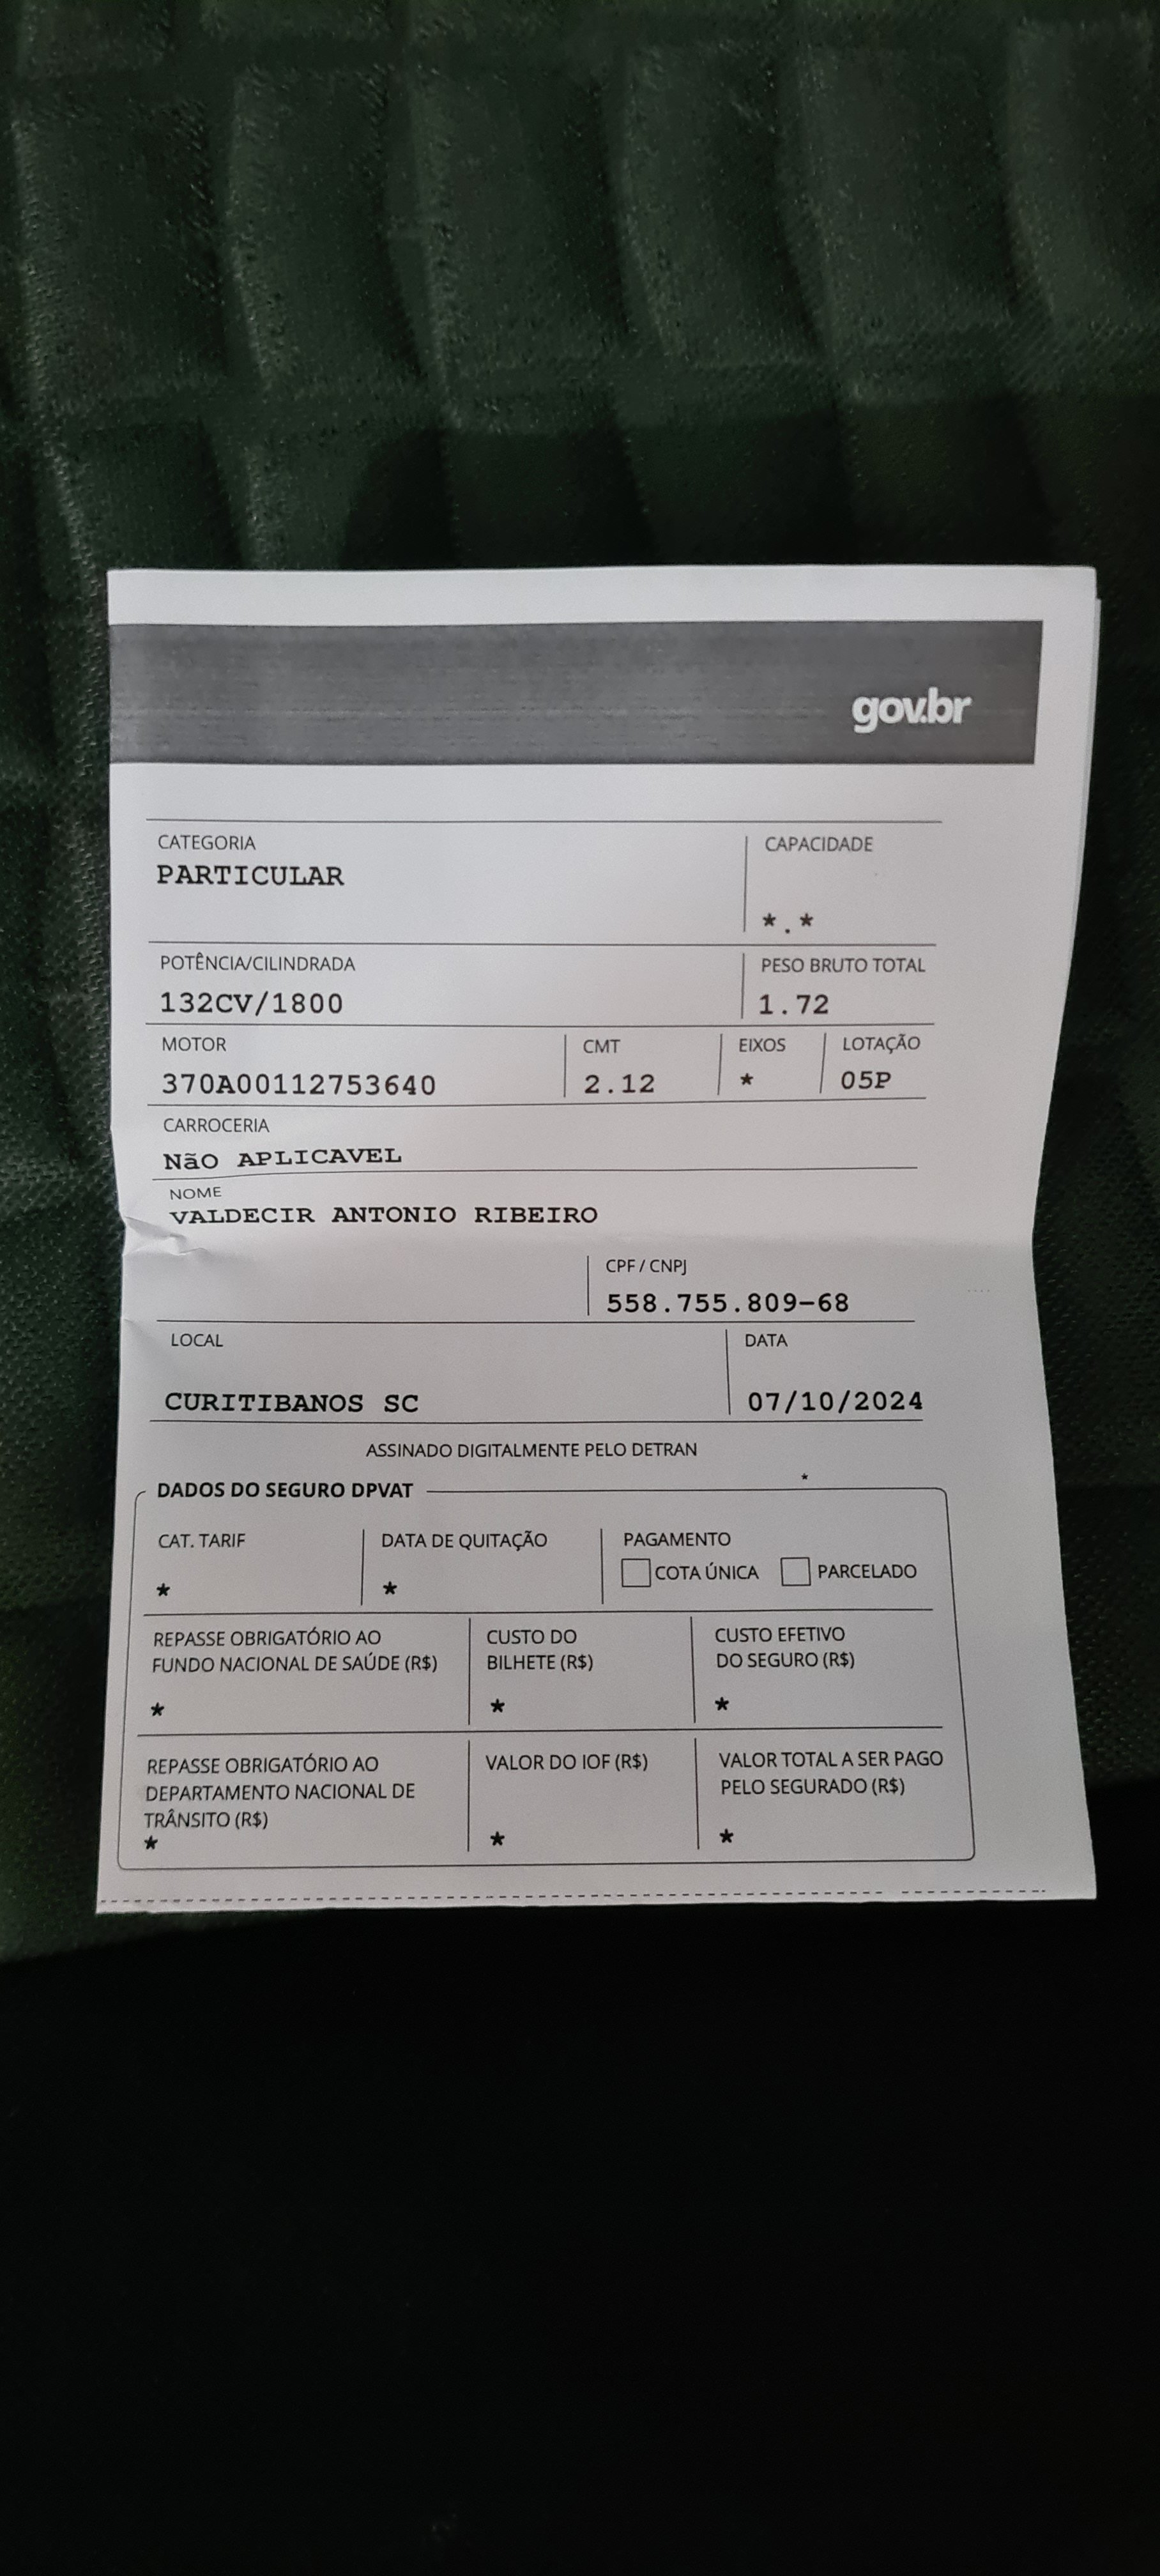 gov.br
CATEGORIA
PARTICULAR
CAPACIDADE
*.*
POTÊNCIA/CILINDRADA
132CV/1800
PESO BRUTO TOTAL
1.72
MOTOR
370A00112753640
CMT
2.12
EIXOS
*
LOTAÇÃO
05P
CARROCERIA
NãO APLICAVEL
NOME
VALDECIR ANTONIO RIBEIRO
CPF / CNPJ
558.755.809-68
LOCAL
CURITIBANOS SC
DATA
07/10/2024
ASSINADO DIGITALMENTE PELO DETRAN
*
DADOS DO SEGURO DPVAT
CAT. TARIF
*
DATA DE QUITAÇÃO
*
PAGAMENTO
COTA ÚNICA
PARCELADO
REPASSE OBRIGATÓRIO AO
FUNDO NACIONAL DE SAÚDE (R$)
*
CUSTO DO
BILHETE (R$)
*
CUSTO EFETIVO
DO SEGURO (R$)
*
REPASSE OBRIGATÓRIO AO
DEPARTAMENTO NACIONAL DE
TRÂNSITO (R$)
*
VALOR DO IOF (R$)
*
VALOR TOTAL A SER PAGO
PELO SEGURADO (R$)
*